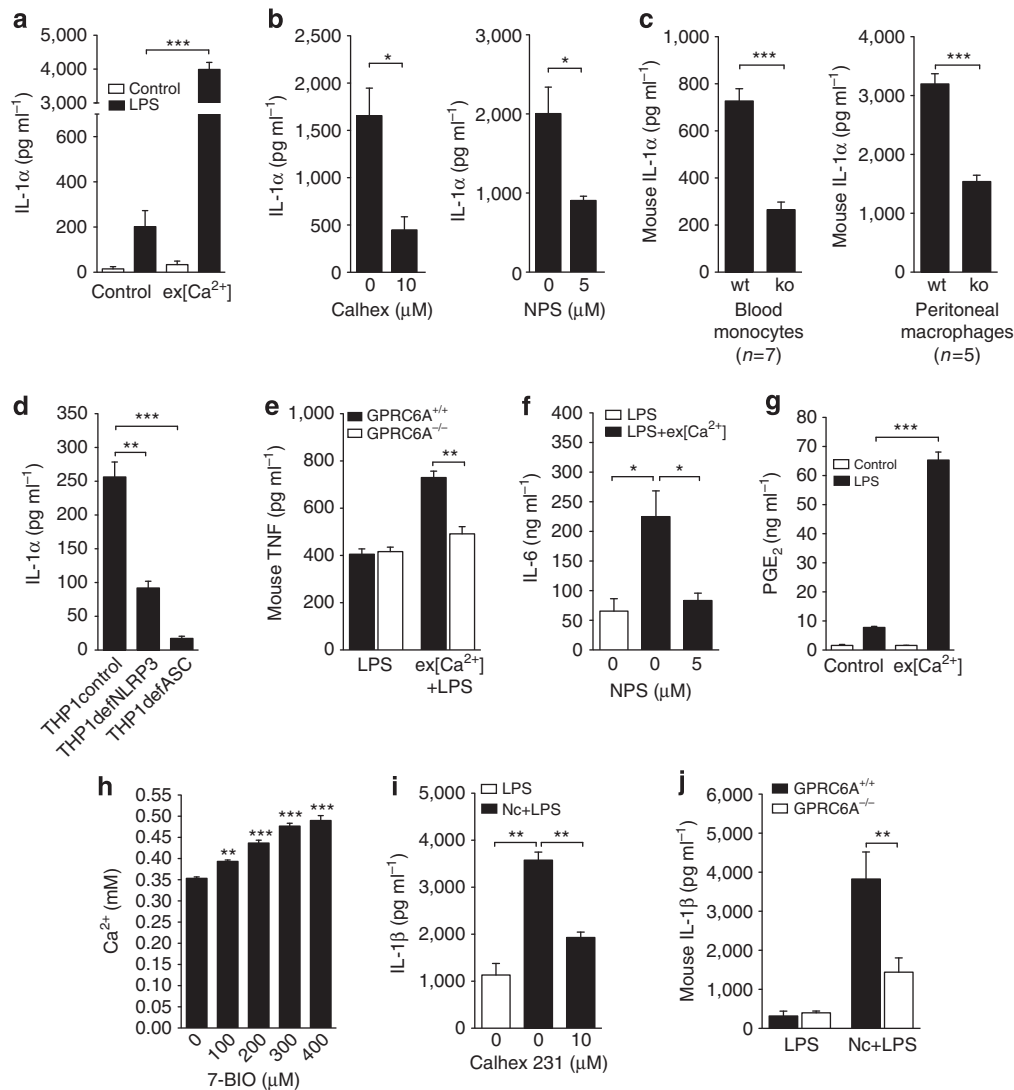 a
IL-1α (pg ml−1)
5,000
4,000
3,000
600
400
200
0
Control
LPS
***
Control ex[Ca2+]
b
IL-1α (pg ml−1)
2,500
2,000
1,500
1,000
500
0
*
0 10
Calhex (μM)
IL-1α (pg ml−1)
3,000
2,000
1,000
0
*
0 5
NPS (μM)
c
Mouse IL-1α (pg ml−1)
1,000
800
600
400
200
0
***
wt ko
Blood
monocytes
(n=7)
Mouse IL-1α (pg ml−1)
4,000
3,000
2,000
1,000
0
***
wt ko
Peritoneal
macrophages
(n=5)
d
IL-1α (pg ml−1)
350
300
250
200
150
100
50
0
***
**
THP1control
THP1defNLRP3
THP1defASC
e
Mouse TNF (pg ml−1)
1,000
800
600
400
200
0
GPRC6A+/+
GPRC6A−/−
**
LPS ex[Ca2+]
+LPS
f
IL-6 (ng ml−1)
400
350
300
250
200
150
100
50
0
LPS
LPS+ex[Ca2+]
* *
0 0 5
NPS (μM)
g
PGE2 (ng ml−1)
80
70
60
50
40
30
20
10
0
***
Control
LPS
Control ex[Ca2+]
h
Ca2+ (mM)
0.55
0.50
0.45
0.40
0.35
0.30
0.25
0.20
0.15
0.10
0.05
0.00
** *** *** ***
0 100 200 300 400
7-BIO (μM)
i
IL-1β (pg ml−1)
5,000
4,000
3,000
2,000
1,000
0
LPS
Nc+LPS
** **
0 0 10
Calhex 231 (μM)
j
Mouse IL-1β (pg ml−1)
6,000
5,000
4,000
3,000
2,000
1,000
0
GPRC6A+/+
GPRC6A−/−
**
LPS Nc+LPS